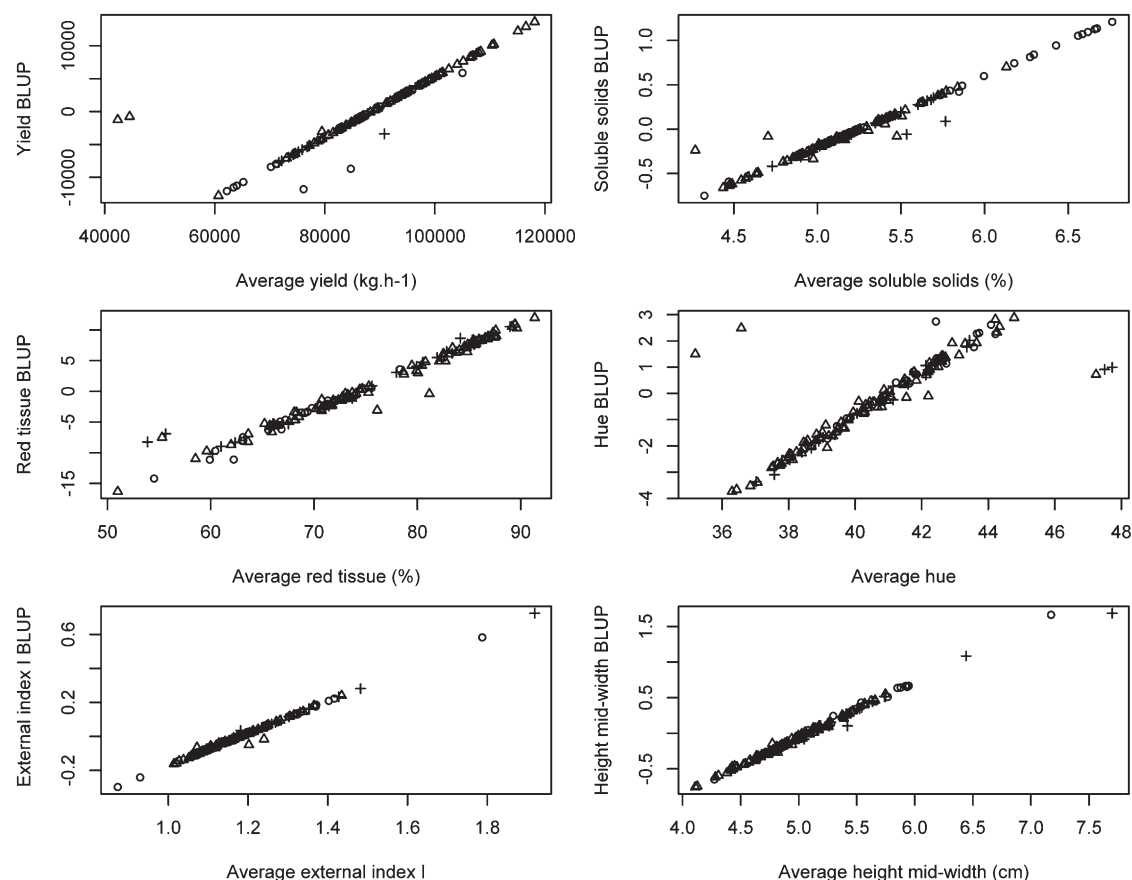 Yield BLUP
10000
0
-10000
40000 60000 80000 100000 120000
Average yield (kg.h-1)
Soluble solids BLUP
1.0
0.5
0.0
-0.5
4.5 5.0 5.5 6.0 6.5
Average soluble solids (%)
Red tissue BLUP
5
0
-5
-15
50 60 70 80 90
Average red tissue (%)
Hue BLUP
3
2
1
0
-2
-4
36 38 40 42 44 46 48
Average hue
External index I BLUP
0.6
0.2
-0.2
1.0 1.2 1.4 1.6 1.8
Average external index I
Height mid-width BLUP
1.5
0.5
-0.5
4.0 4.5 5.0 5.5 6.0 6.5 7.0 7.5
Average height mid-width (cm)